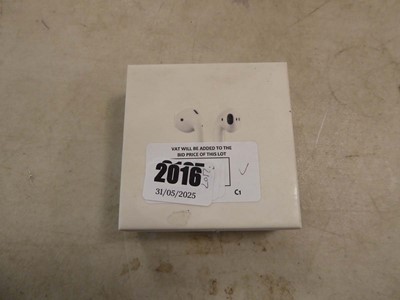 VAT WILL BE ADDED TO THE
BID PRICE OF THIS LOT
2016
31/05/2025
C1